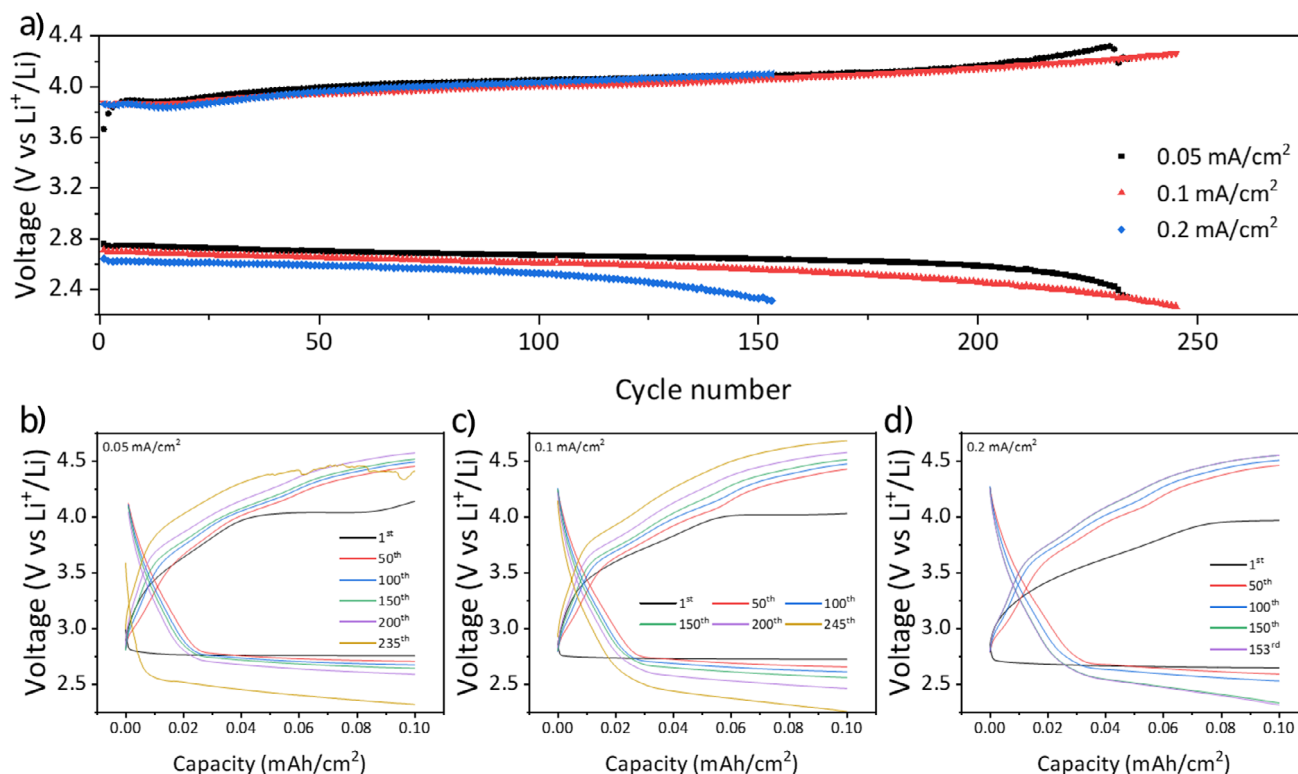 a)
Voltage (V vs Li⁺/Li)
4.4
4.0
3.6
3.2
2.8
2.4
0.05 mA/cm²
0.1 mA/cm²
0.2 mA/cm²
0 50 100 150 200 250
Cycle number
b)
0.05 mA/cm²
Voltage (V vs Li⁺/Li)
4.5
4.0
3.5
3.0
2.5
1ˢᵗ
50ᵗʰ
100ᵗʰ
150ᵗʰ
200ᵗʰ
235ᵗʰ
0.00 0.02 0.04 0.06 0.08 0.10
Capacity (mAh/cm²)
c)
0.1 mA/cm²
Voltage (V vs Li⁺/Li)
4.5
4.0
3.5
3.0
2.5
1ˢᵗ 50ᵗʰ 100ᵗʰ
150ᵗʰ 200ᵗʰ 245ᵗʰ
0.00 0.02 0.04 0.06 0.08 0.10
Capacity (mAh/cm²)
d)
0.2 mA/cm²
Voltage (V vs Li⁺/Li)
4.5
4.0
3.5
3.0
2.5
1ˢᵗ
50ᵗʰ
100ᵗʰ
150ᵗʰ
153ʳᵈ
0.00 0.02 0.04 0.06 0.08 0.10
Capacity (mAh/cm²)